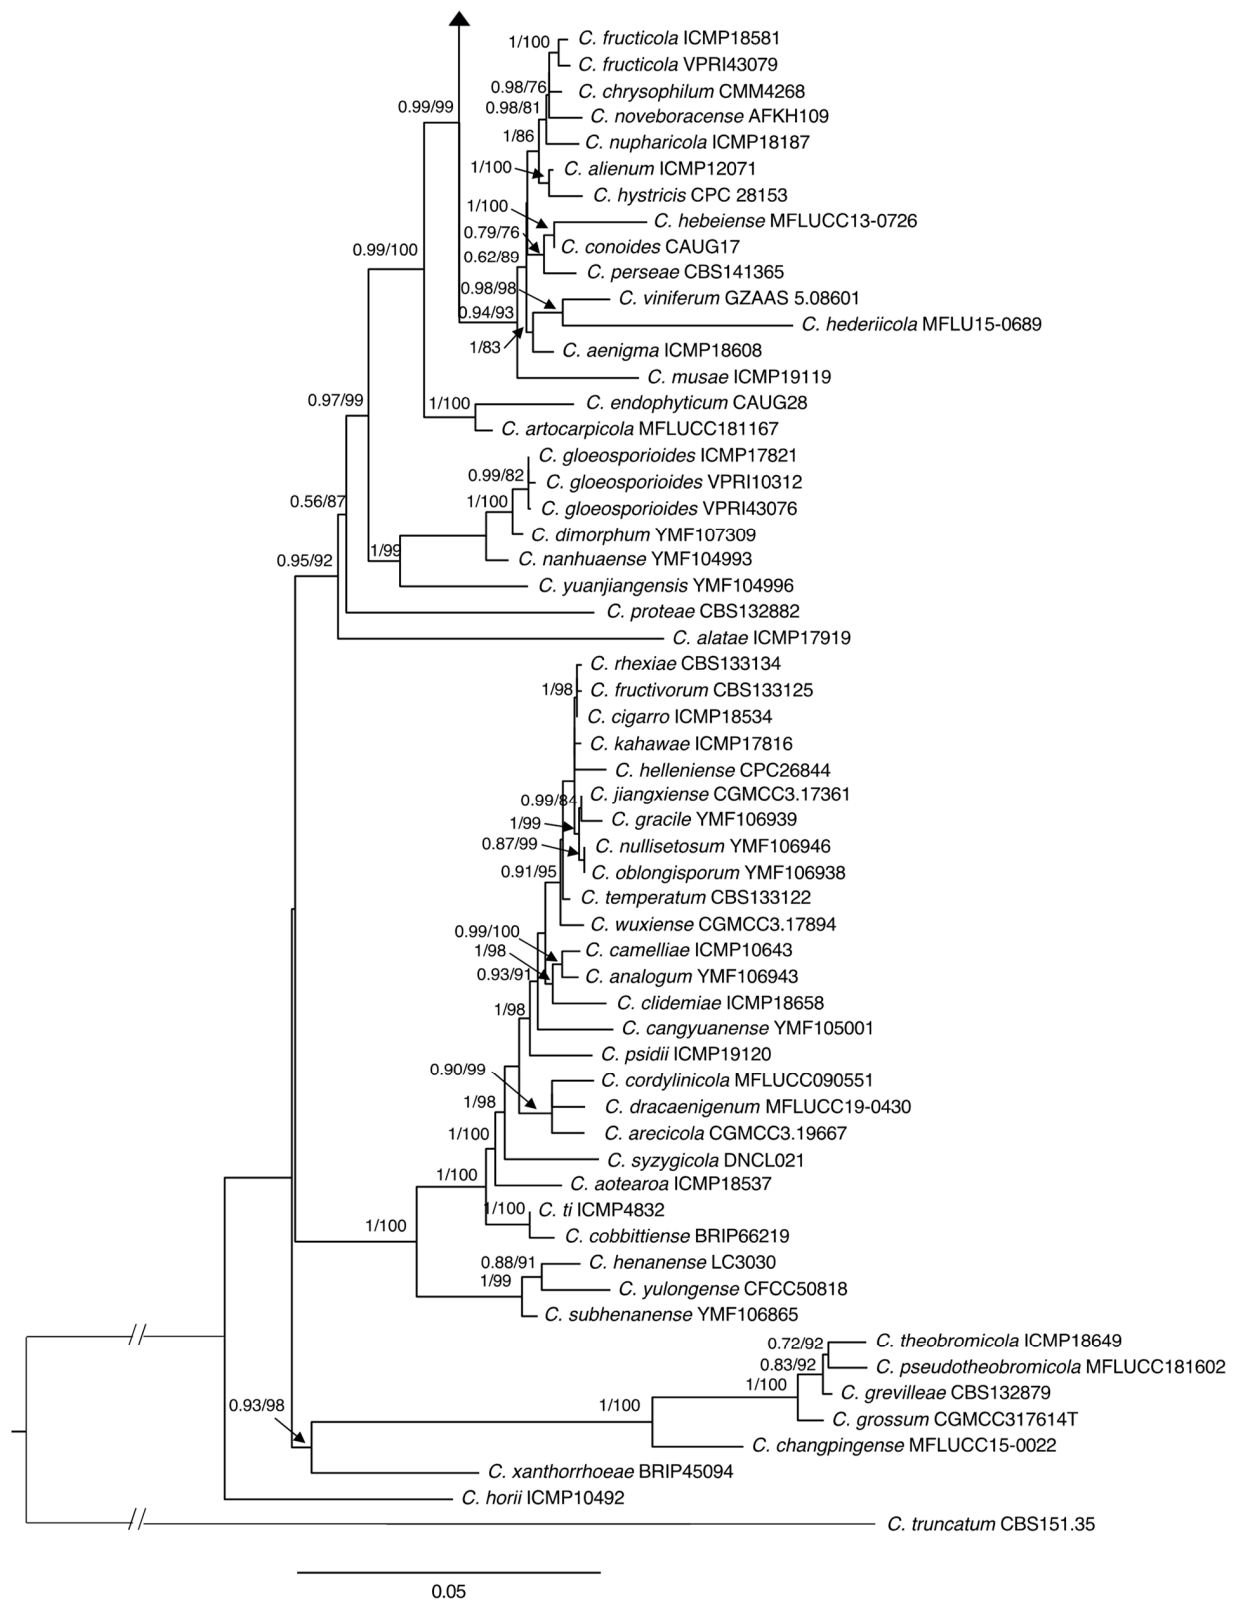 1/100
C. fructicola ICMP18581
C. fructicola VPRI43079
0.98/76
C. chrysophilum CMM4268
0.99/99
0.98/81
C. noveboracense AFKH109
1/86
C. nupharicola ICMP18187
1/100
C. alienum ICMP12071
C. hystricis CPC 28153
1/100
C. hebeiense MFLUCC13-0726
0.79/76
C. conoides CAUG17
0.99/100
0.62/89
C. perseae CBS141365
0.98/98
C. viniferum GZAAS 5.08601
0.94/93
C. hederiicola MFLU15-0689
1/83
C. aenigma ICMP18608
C. musae ICMP19119
0.97/99
1/100
C. endophyticum CAUG28
C. artocarpicola MFLUCC181167
C. gloeosporioides ICMP17821
0.99/82
C. gloeosporioides VPRI10312
0.56/87
1/100
C. gloeosporioides VPRI43076
C. dimorphum YMF107309
1/99
C. nanhuaense YMF104993
0.95/92
C. yuanjiangensis YMF104996
C. proteae CBS132882
C. alatae ICMP17919
C. rhexiae CBS133134
1/98
C. fructivorum CBS133125
C. cigarro ICMP18534
C. kahawae ICMP17816
C. helleniense CPC26844
0.99/84
C. jiangxiense CGMCC3.17361
1/99
C. gracile YMF106939
0.87/99
C. nullisetosum YMF106946
0.91/95
C. oblongisporum YMF106938
C. temperatum CBS133122
C. wuxiense CGMCC3.17894
0.99/100
C. camelliae ICMP10643
1/98
0.93/91
C. analogum YMF106943
1/98
C. clidemiae ICMP18658
C. cangyuanense YMF105001
C. psidii ICMP19120
0.90/99
C. cordylinicola MFLUCC090551
1/98
C. dracaenigenum MFLUCC19-0430
1/100
C. arecicola CGMCC3.19667
C. syzygicola DNCL021
1/100
C. aotearoa ICMP18537
1/100
C. ti ICMP4832
1/100
C. cobbittiense BRIP66219
0.88/91
C. henanense LC3030
1/99
C. yulongense CFCC50818
C. subhenanense YMF106865
0.72/92
C. theobromicola ICMP18649
0.83/92
C. pseudotheobromicola MFLUCC181602
1/100
C. grevilleae CBS132879
0.93/98
1/100
C. grossum CGMCC317614T
C. changpingense MFLUCC15-0022
C. xanthorrhoeae BRIP45094
C. horii ICMP10492
C. truncatum CBS151.35
0.05